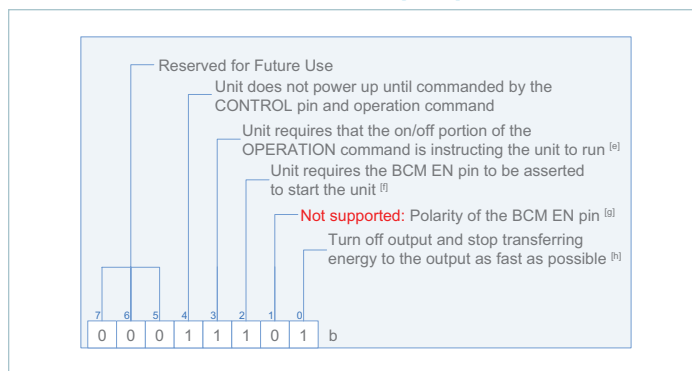 Reserved for Future Use
Unit does not power up until commanded by the
CONTROL pin and operation command
Unit requires that the on/off portion of the
OPERATION command is instructing the unit to run [e]
Unit requires the BCM EN pin to be asserted
to start the unit [f]
Not supported: Polarity of the BCM EN pin [g]
Turn off output and stop transferring
energy to the output as fast as possible [h]
7 6 5 4 3 2 1 0
0 0 0 1 1 1 0 1 b